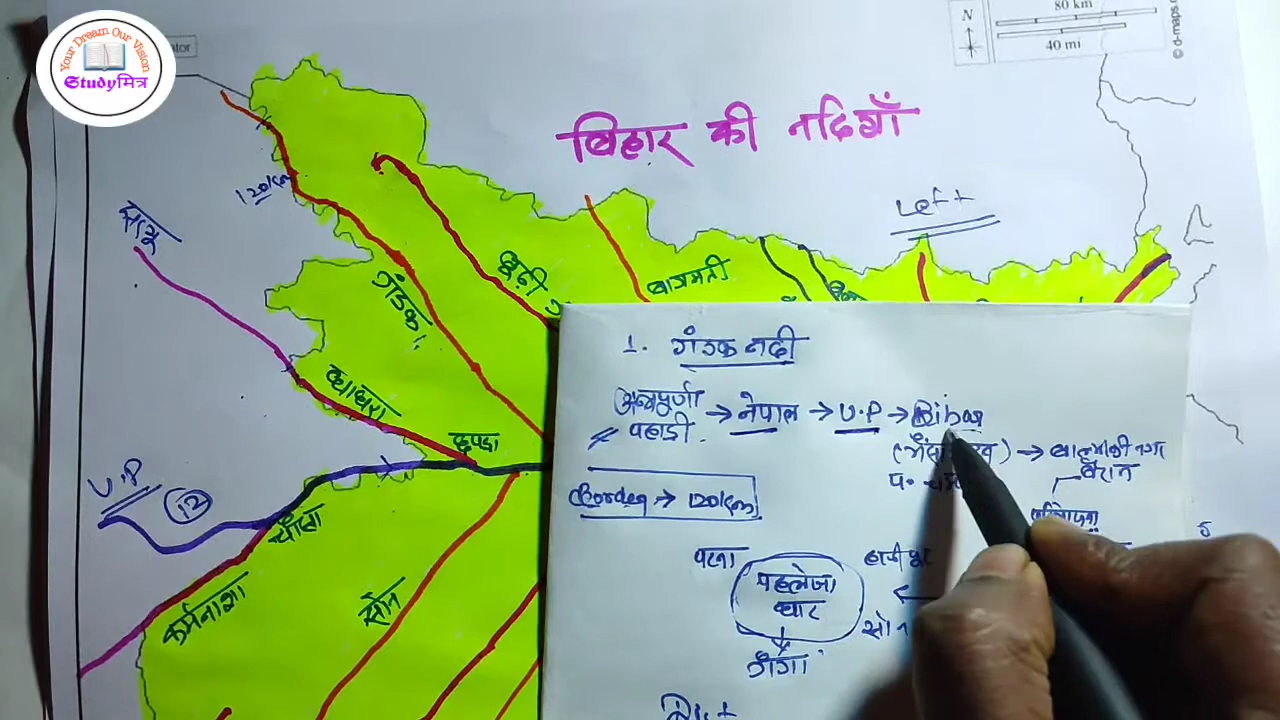 Your Dream Our Vision
Studyमित्र
ator
N
80 km
40 mi
© d-maps.c
बिहार की नदियाँ
Left
120km
सरयू
गंडक
बूढ़ी
बागमती
घाघरा
छपरा
U.P
12
चौसा
कर्मनाशा
सोन
1. गंडक नदी
अन्नपूर्णा पहाडी → नेपाल → U.P → Bihar
Border → 120km
पटना
पहलेजा घाट
गंगा